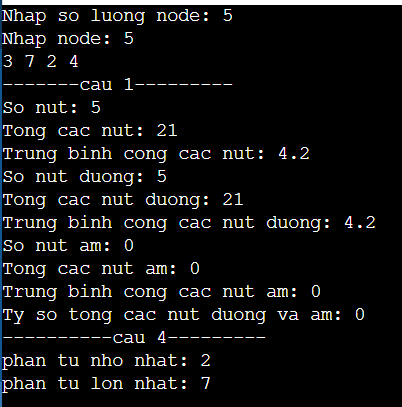 Nhap so luong node: 5
Nhap node: 5
3 7 2 4
-------cau 1---------
So nut: 5
Tong cac nut: 21
Trung binh cong cac nut: 4.2
So nut duong: 5
Tong cac nut duong: 21
Trung binh cong cac nut duong: 4.2
So nut am: 0
Tong cac nut am: 0
Trung binh cong cac nut am: 0
Ty so tong cac nut duong va am: 0
----------cau 4---------
phan tu nho nhat: 2
phan tu lon nhat: 7